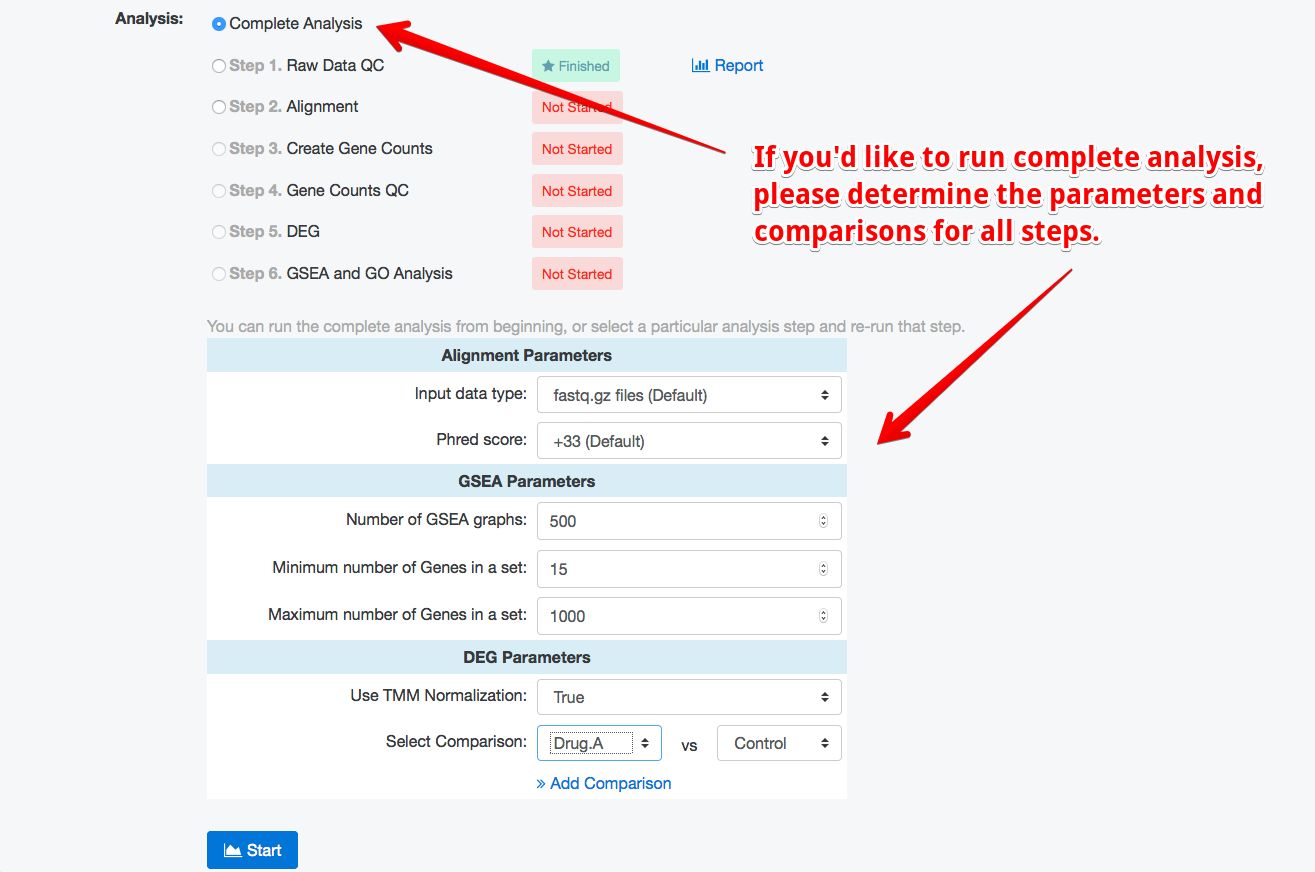 Analysis:
Complete Analysis
Step 1. Raw Data QC Finished Report
Step 2. Alignment Not Started
Step 3. Create Gene Counts Not Started
Step 4. Gene Counts QC Not Started
Step 5. DEG Not Started
Step 6. GSEA and GO Analysis Not Started
If you'd like to run complete analysis,
please determine the parameters and
comparisons for all steps.
You can run the complete analysis from beginning, or select a particular analysis step and re-run that step.
Alignment Parameters
Input data type: fastq.gz files (Default)
Phred score: +33 (Default)
GSEA Parameters
Number of GSEA graphs: 500
Minimum number of Genes in a set: 15
Maximum number of Genes in a set: 1000
DEG Parameters
Use TMM Normalization: True
Select Comparison: Drug.A vs Control
» Add Comparison
Start